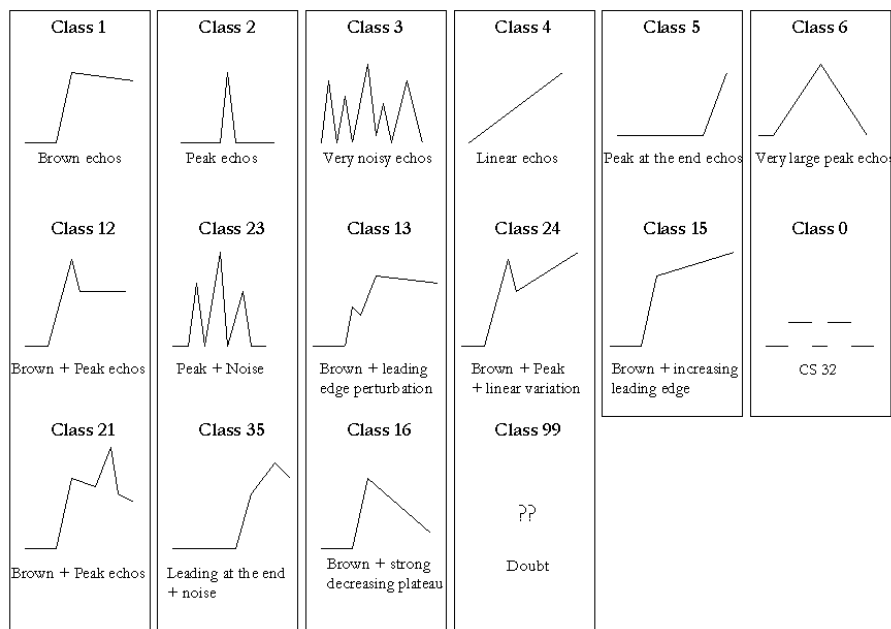 Class 1
Class 2
Class 3
Class 4
Class 5
Class 6
Brown echos
Peak echos
Very noisy echos
Linear echos
Peak at the end echos
Very large peak echos
Class 12
Class 23
Class 13
Class 24
Class 15
Class 0
Brown + Peak echos
Peak + Noise
Brown + leading
edge perturbation
Brown + Peak
+ linear variation
Brown + increasing
leading edge
CS 32
Class 21
Class 35
Class 16
Class 99
??
Brown + Peak echos
Leading at the end
+ noise
Brown + strong
decreasing plateau
Doubt